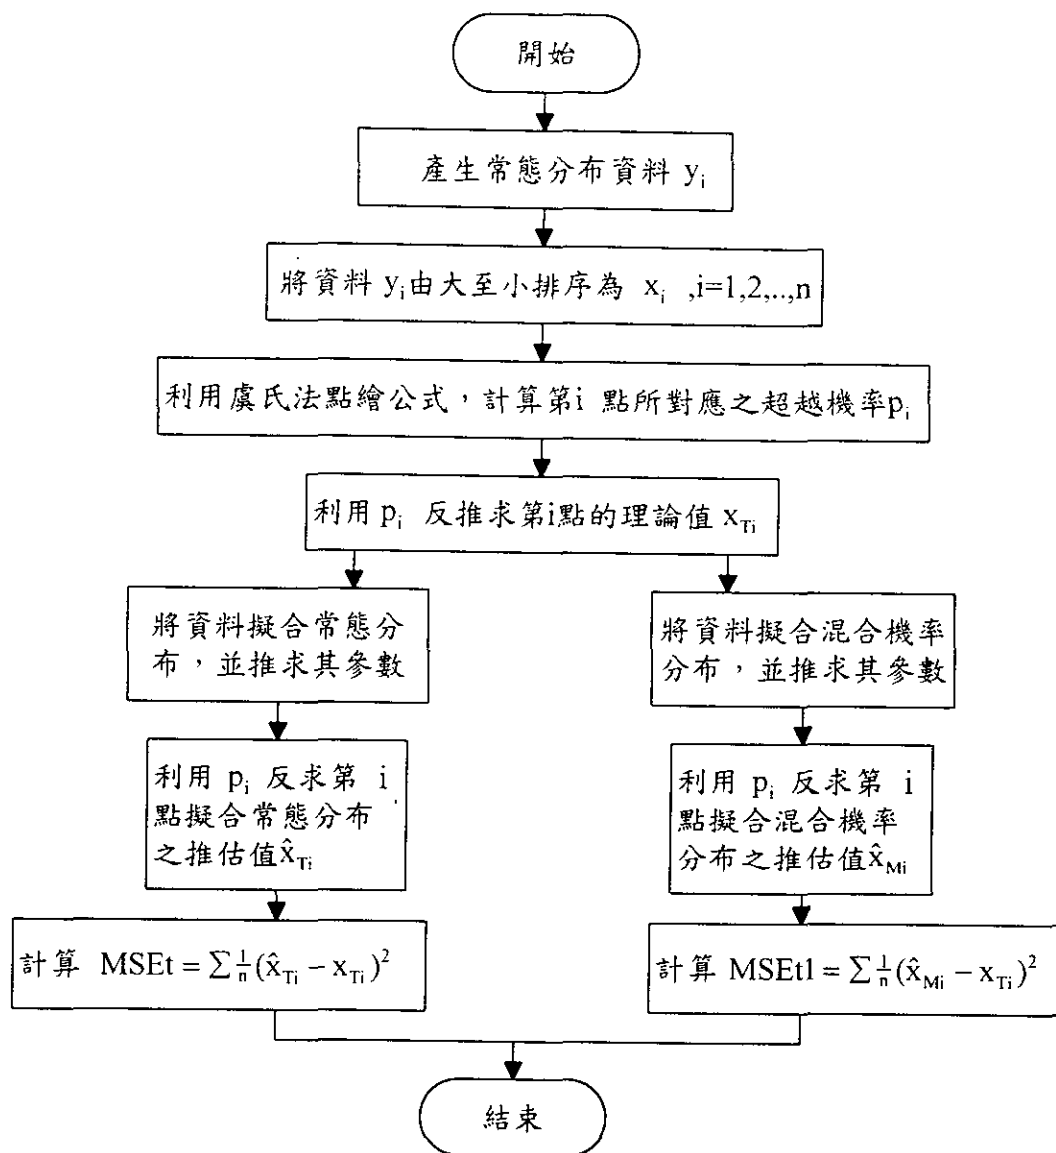 開始
產生常態分布資料 yᵢ
將資料 yᵢ由大至小排序為 xᵢ ,i=1,2,..,n
利用虞氏法點繪公式，計算第i 點所對應之超越機率pᵢ
利用 pᵢ 反推求第i點的理論值 x_Ti
將資料擬合常態分
布，並推求其參數
將資料擬合混合機率
分布，並推求其參數
利用 pᵢ 反求第 i
點擬合常態分布
之推估值x̂_Ti
利用 pᵢ 反求第 i
點擬合混合機率
分布之推估值x̂_Mi
計算 MSEt = ∑ 1/n (x̂_Ti − x_Ti)²
計算 MSEt1 = ∑ 1/n (x̂_Mi − x_Ti)²
結束